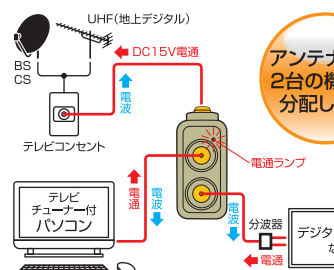 UHF(地上デジタル)
BS
CS
DC15V電通
電波
テレビコンセント
アンテナ
2台の機
分配し
電通ランプ
テレビ
チューナー付
パソコン
電通
電波
電波
分波器
デジタ
な
電通